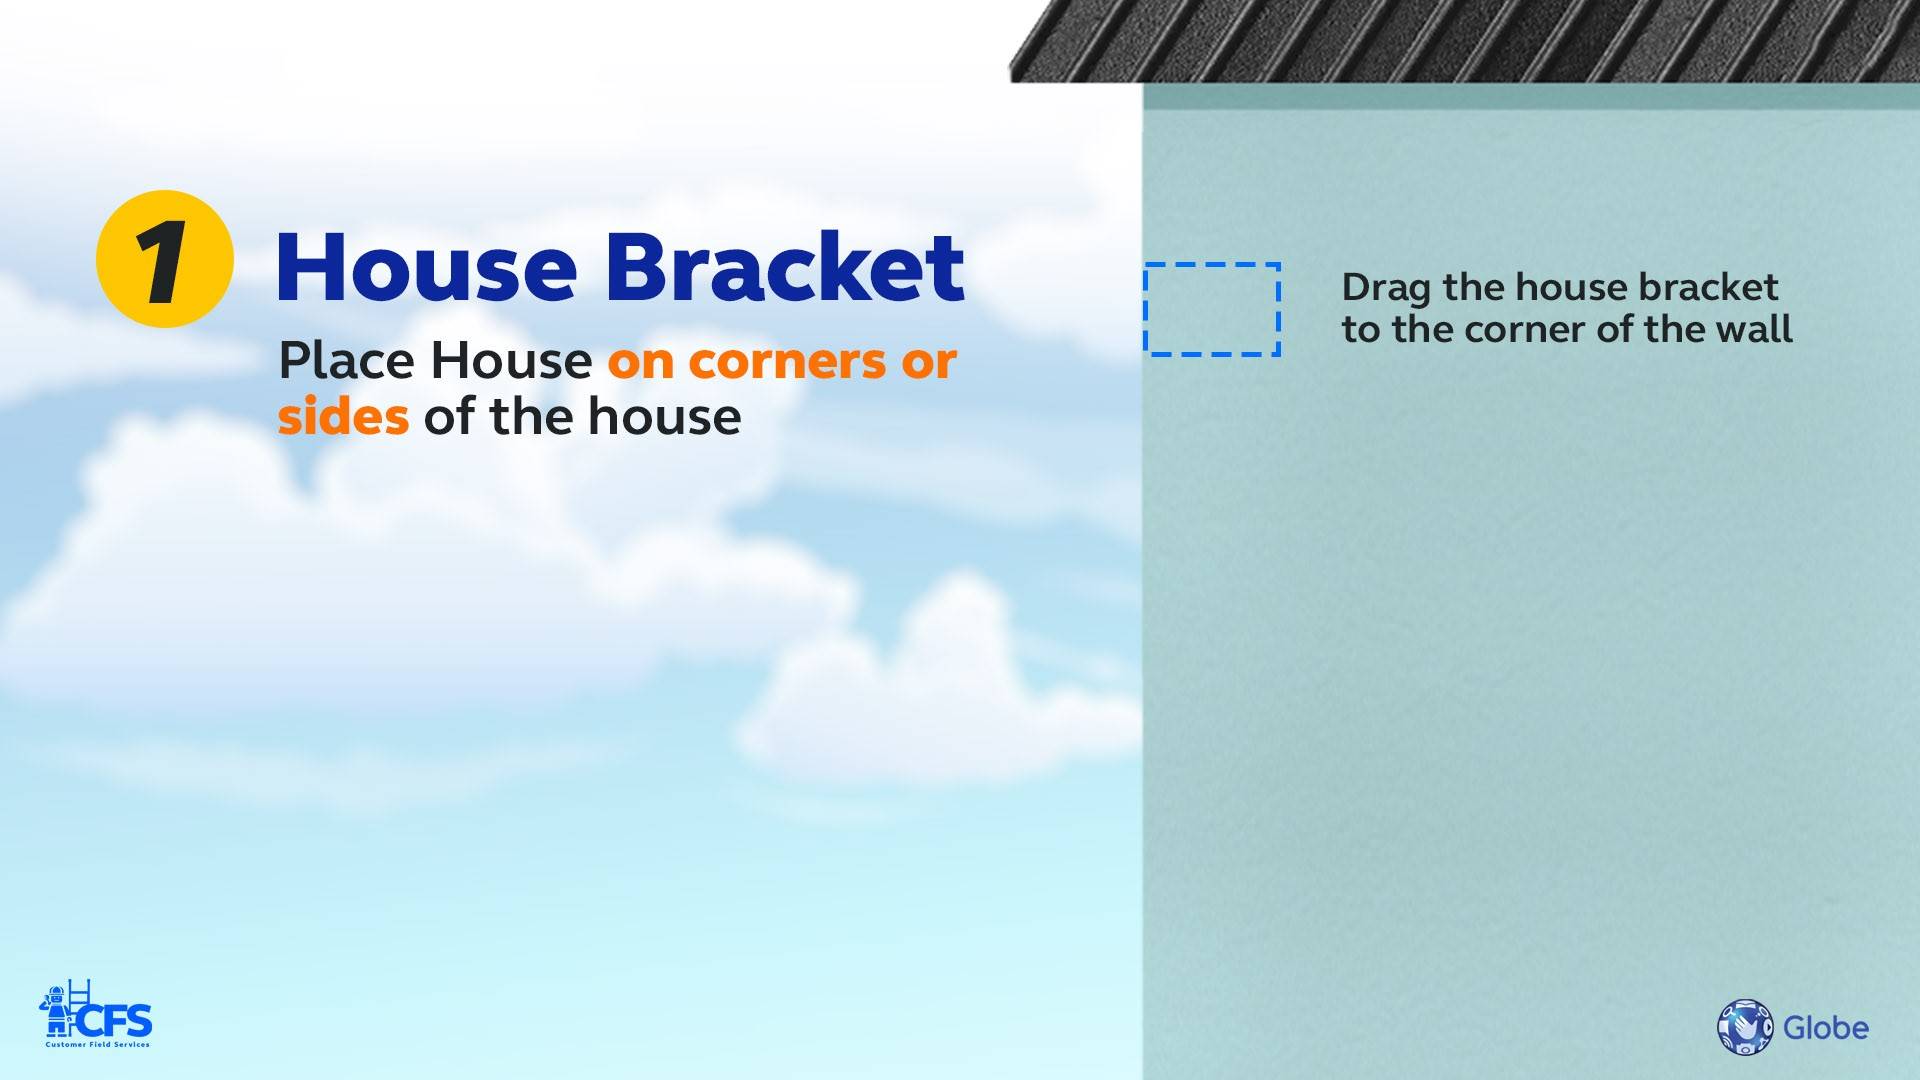 1
House Bracket
Place House on corners or
sides of the house
Drag the house bracket
to the corner of the wall
CFS
Customer Field Services
Globe